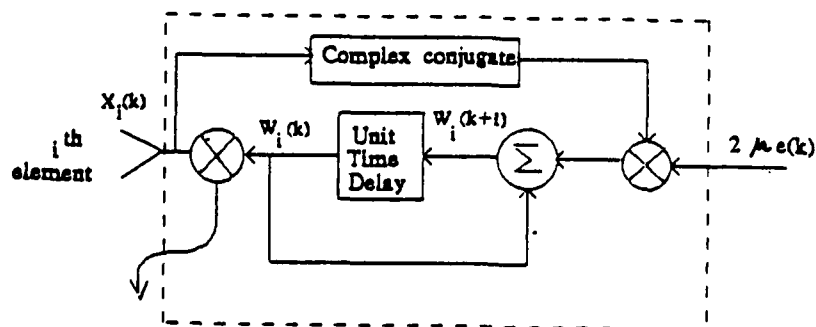 Complex conjugate
X_i(k)
i^th
element
W_i(k)
Unit
Time
Delay
W_i(k+1)
Σ
2 μ e(k)